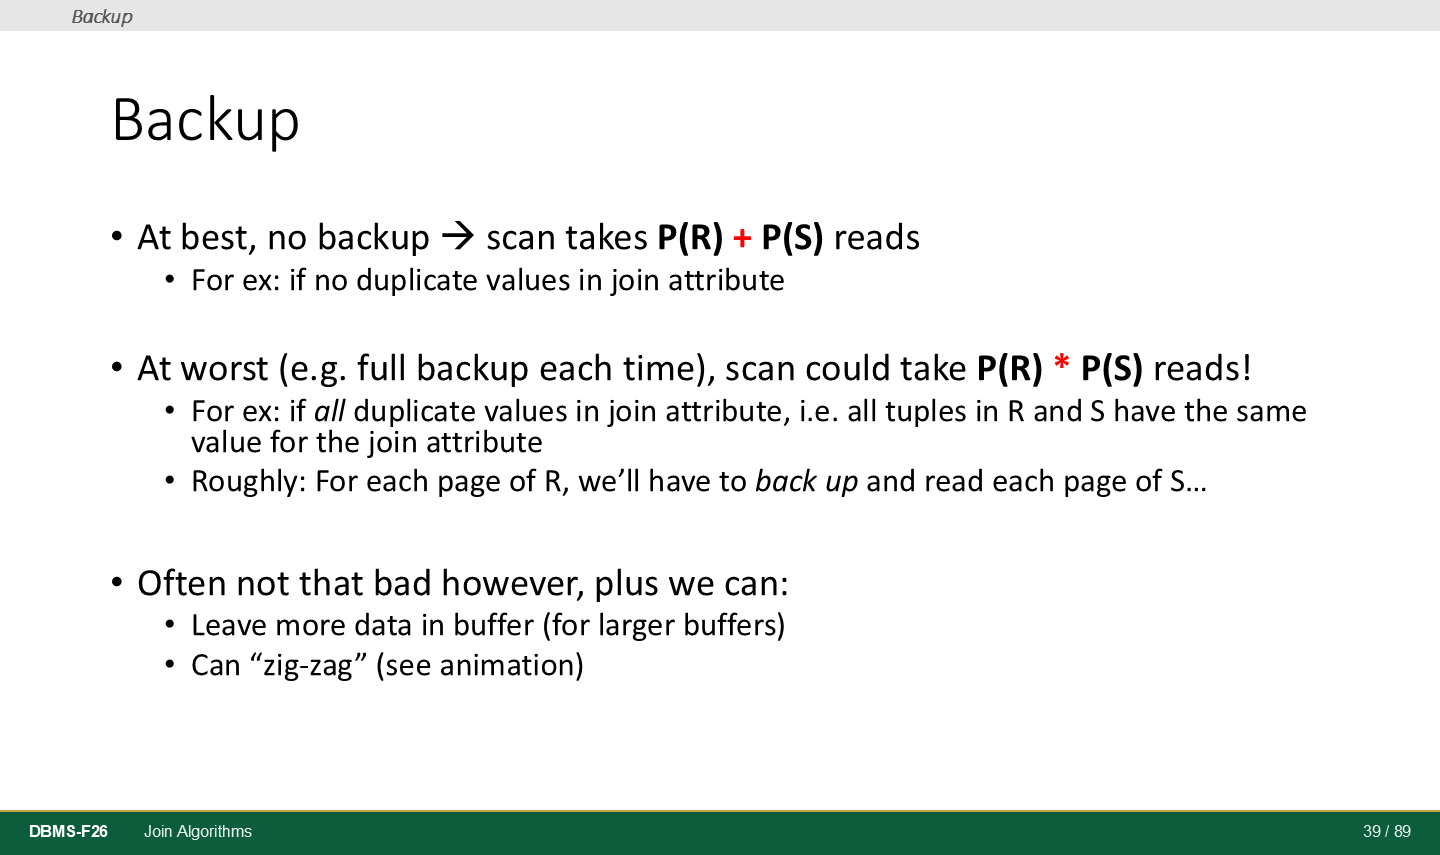 Backup
Backup
• At best, no backup → scan takes P(R) + P(S) reads
• For ex: if no duplicate values in join attribute
• At worst (e.g. full backup each time), scan could take P(R) * P(S) reads!
• For ex: if all duplicate values in join attribute, i.e. all tuples in R and S have the same
value for the join attribute
• Roughly: For each page of R, we’ll have to back up and read each page of S…
• Often not that bad however, plus we can:
• Leave more data in buffer (for larger buffers)
• Can “zig-zag” (see animation)
DBMS-F26 Join Algorithms 39 / 89